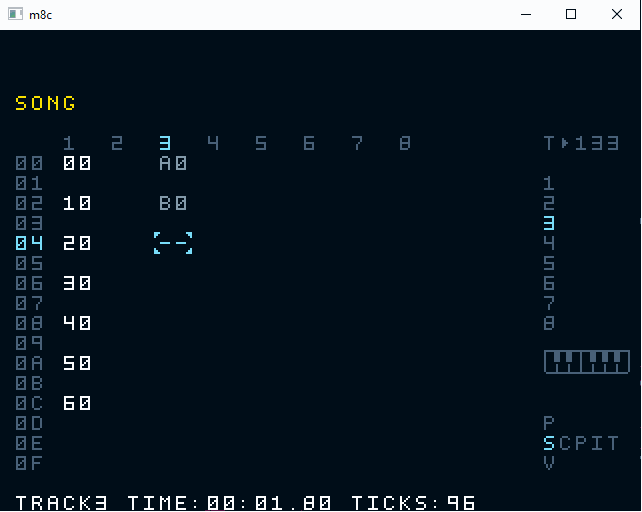 m8c
SONG
1 2 3 4 5 6 7 8 T 133
00 00 A0
01 1
02 10 B0 2
03 3
04 20 -- 4
05 5
06 30 6
07 7
08 40 8
09
0A 50
0B
0C 60
0D P
0E SCPIT
0F V
TRACK3 TIME:00:01.80 TICKS:96